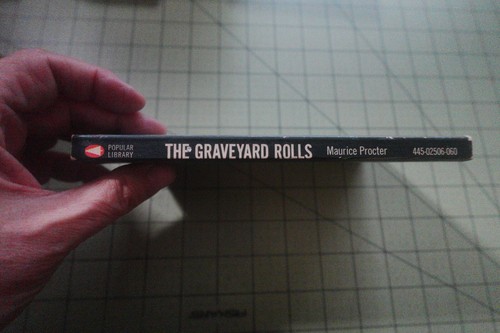 POPULAR
LIBRARY
THE GRAVEYARD ROLLS
Maurice Procter
445-02506-060